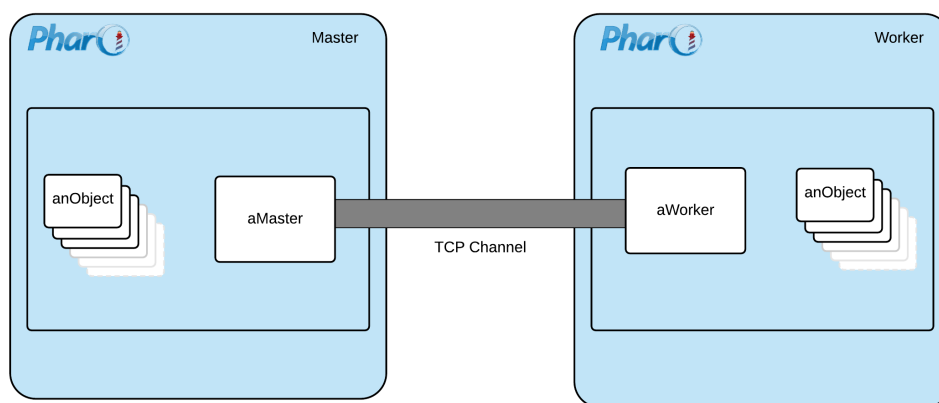 Pharo
Master
Pharo
Worker
anObject
aMaster
TCP Channel
aWorker
anObject